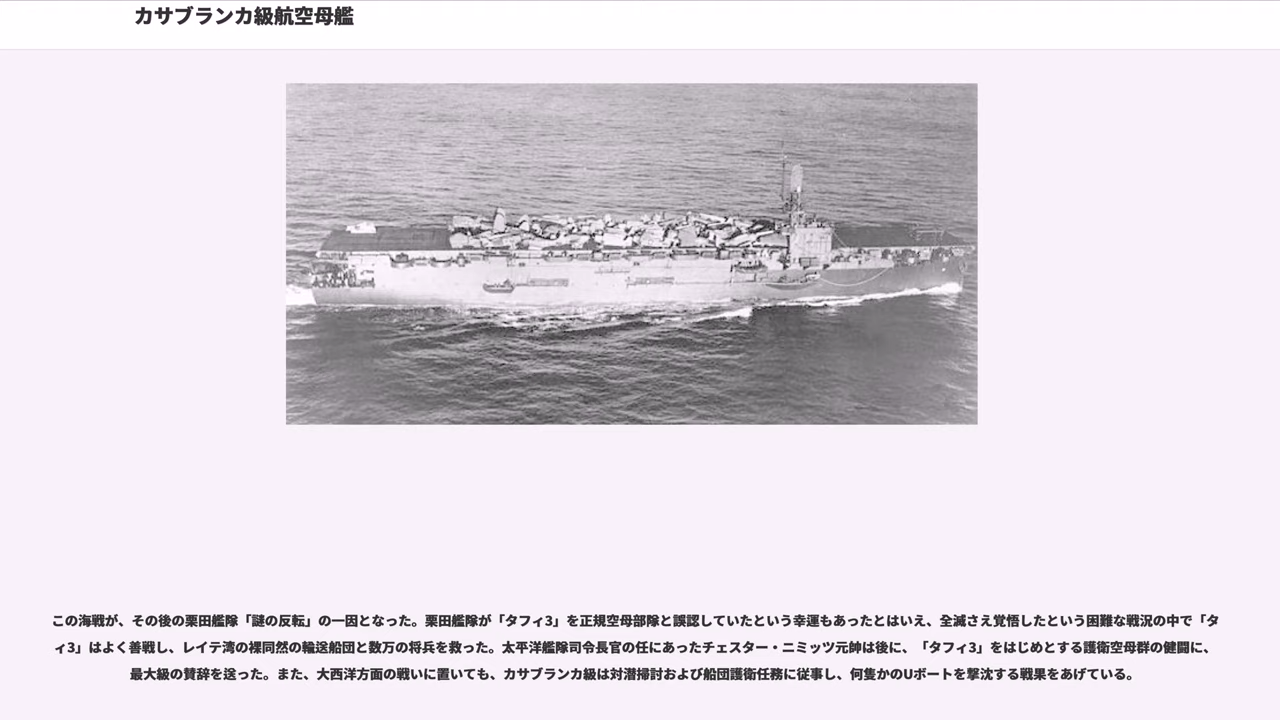 カサブランカ級航空母艦
この海戦が、その後の栗田艦隊「謎の反転」の一因となった。栗田艦隊が「タフィ3」を正規空母部隊と誤認していたという幸運もあったとはいえ、全滅さえ覚悟したという困難な戦況の中で「タ
ィ3」はよく善戦し、レイテ湾の裸同然の輸送船団と数万の将兵を救った。太平洋艦隊司令長官の任にあったチェスター・ニミッツ元帥は後に、「タフィ3」をはじめとする護衛空母群の健闘に、
最大級の賛辞を送った。また、大西洋方面の戦いに置いても、カサブランカ級は対潜掃討および船団護衛任務に従事し、何隻かのUボートを撃沈する戦果をあげている。